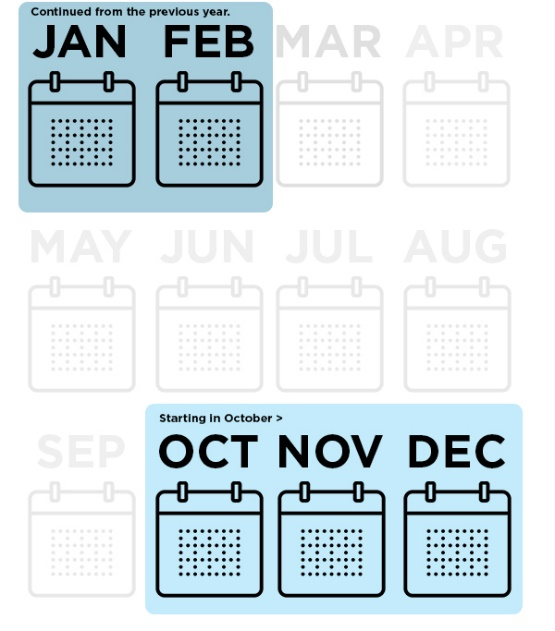 Continued from the previous year.
JAN FEB MAR APR
MAY JUN JUL AUG
Starting in October >
SEP OCT NOV DEC